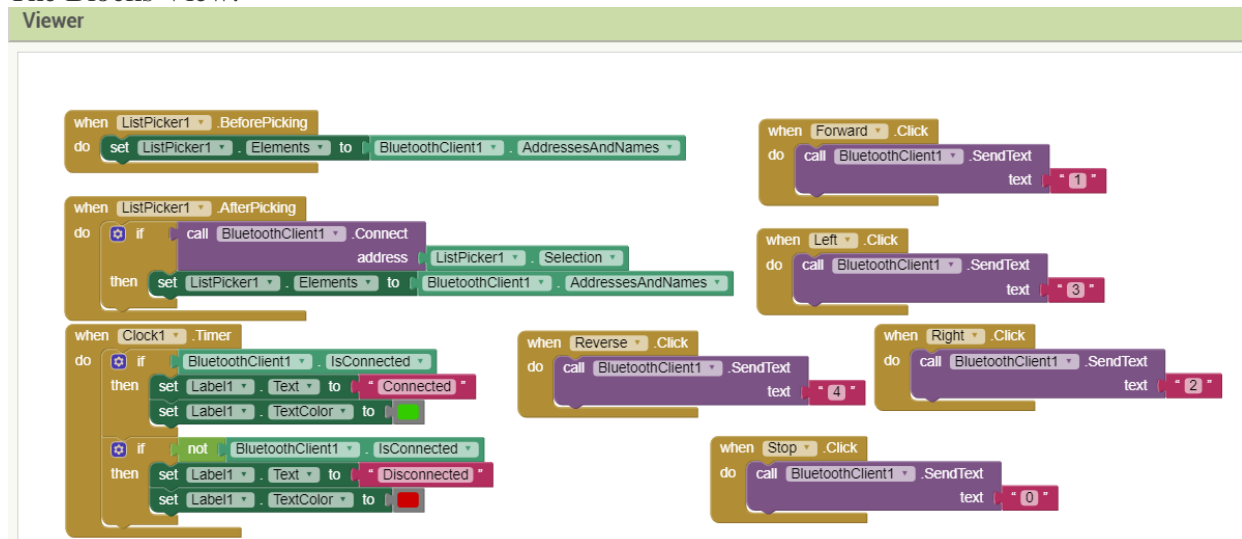 Viewer
when ListPicker1 .BeforePicking
do set ListPicker1 . Elements to BluetoothClient1 . AddressesAndNames
when ListPicker1 .AfterPicking
do if call BluetoothClient1 .Connect
address ListPicker1 . Selection
then set ListPicker1 . Elements to BluetoothClient1 . AddressesAndNames
when Clock1 .Timer
do if BluetoothClient1 . IsConnected
then set Label1 . Text to " Connected "
set Label1 . TextColor to
if not BluetoothClient1 . IsConnected
then set Label1 . Text to " Disconnected "
set Label1 . TextColor to
when Forward .Click
do call BluetoothClient1 .SendText
text " 1 "
when Left .Click
do call BluetoothClient1 .SendText
text " 3 "
when Reverse .Click
do call BluetoothClient1 .SendText
text " 4 "
when Right .Click
do call BluetoothClient1 .SendText
text " 2 "
when Stop .Click
do call BluetoothClient1 .SendText
text " 0 "